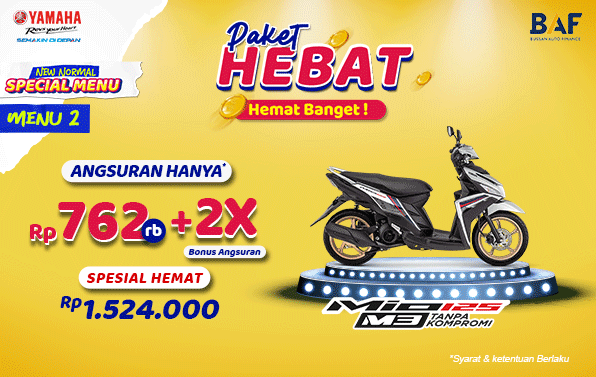 YAMAHA
Revs Your Heart
SEMAKIN DI DEPAN
BAF
BUSSAN AUTO FINANCE
Paket
HEBAT
Hemat Banget !
NEW NORMAL
SPECIAL MENU
MENU 2
ANGSURAN HANYA*
Rp 762 rb +2X
Bonus Angsuran
SPESIAL HEMAT
Rp 1.524.000
Mio 125
M3 TANPA
KOMPROMI
*Syarat & ketentuan Berlaku